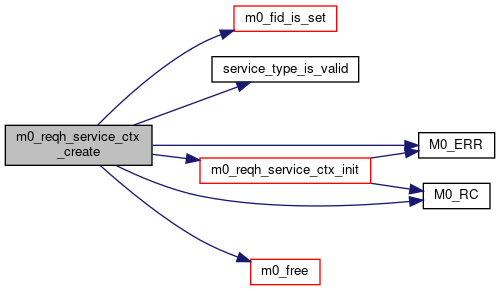 m0_fid_is_set
service_type_is_valid
m0_reqh_service_ctx
_create
M0_ERR
m0_reqh_service_ctx_init
M0_RC
m0_free